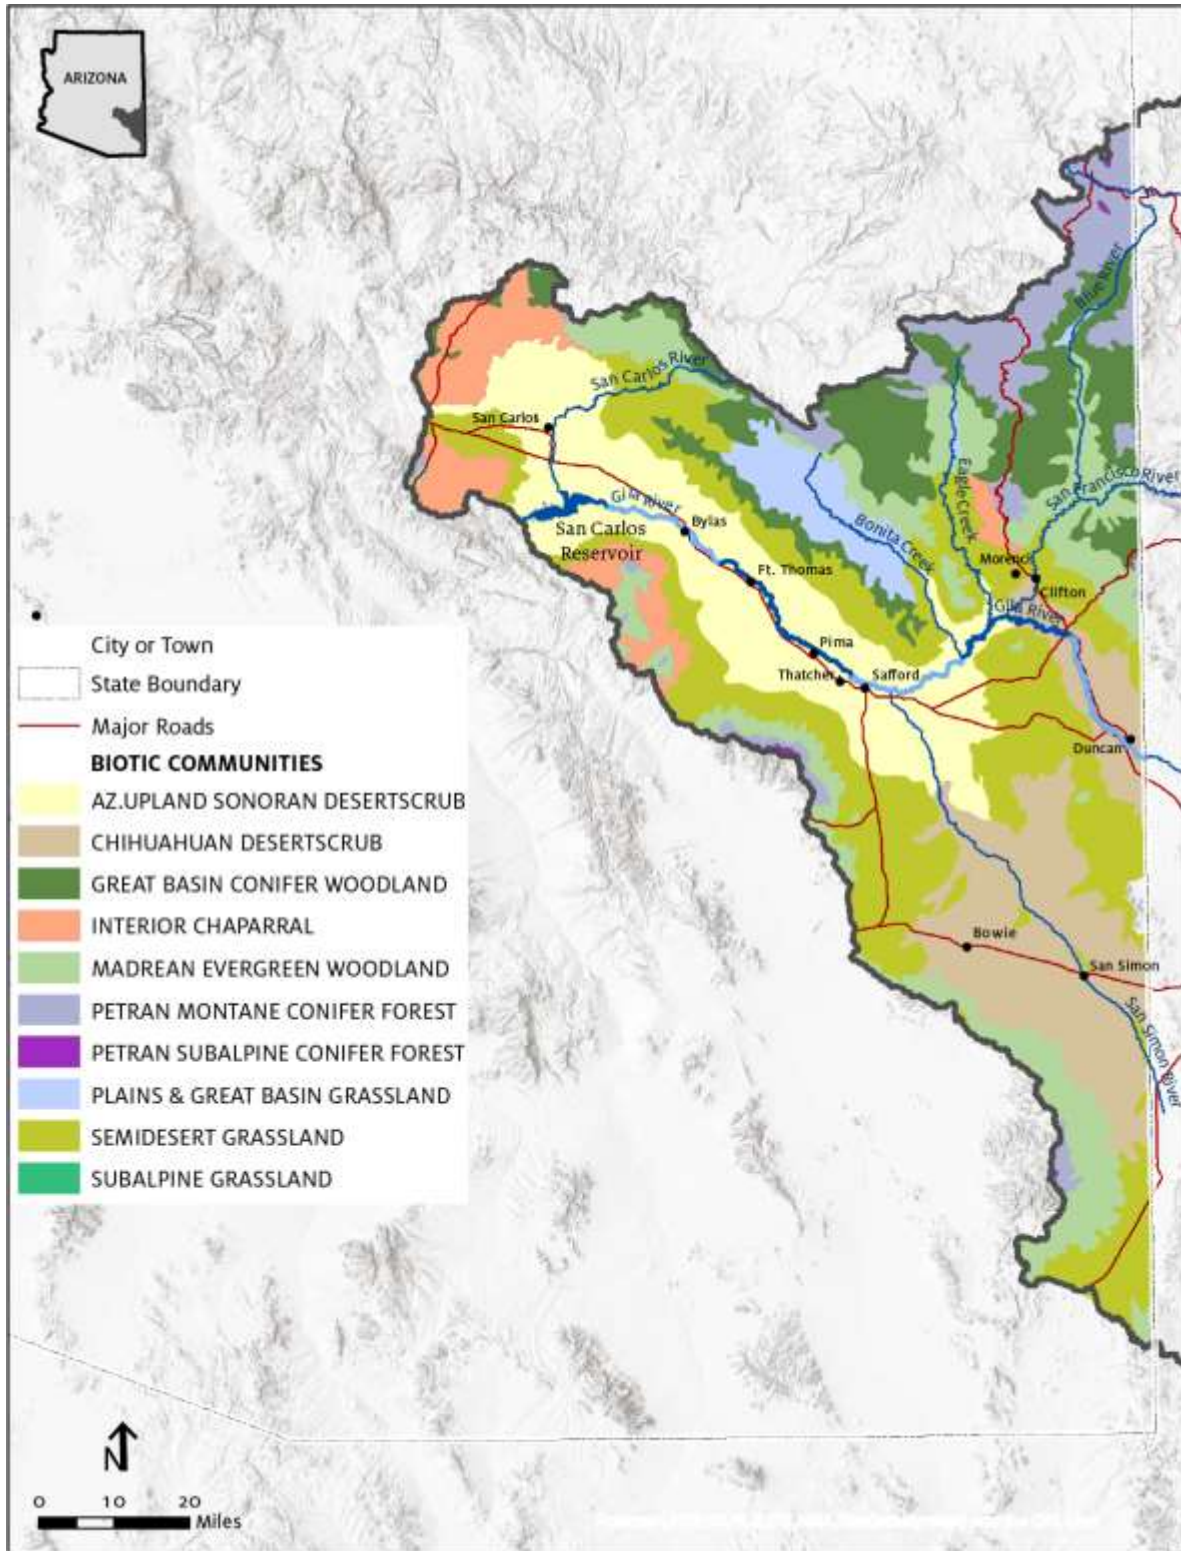 ARIZONA
Blue River
San Carlos River
San Carlos
San Francisco River
Eagle Creek
Gila River
San Carlos
Reservoir
Bylas
Bonita Creek
Morenci
Ft. Thomas
Clifton
Gila River
Pima
Thatcher
Safford
Duncan
Bowie
San Simon
San Simon River
City or Town
State Boundary
Major Roads
BIOTIC COMMUNITIES
AZ.UPLAND SONORAN DESERTSCRUB
CHIHUAHUAN DESERTSCRUB
GREAT BASIN CONIFER WOODLAND
INTERIOR CHAPARRAL
MADREAN EVERGREEN WOODLAND
PETRAN MONTANE CONIFER FOREST
PETRAN SUBALPINE CONIFER FOREST
PLAINS & GREAT BASIN GRASSLAND
SEMIDESERT GRASSLAND
SUBALPINE GRASSLAND
N
0 10 20
Miles